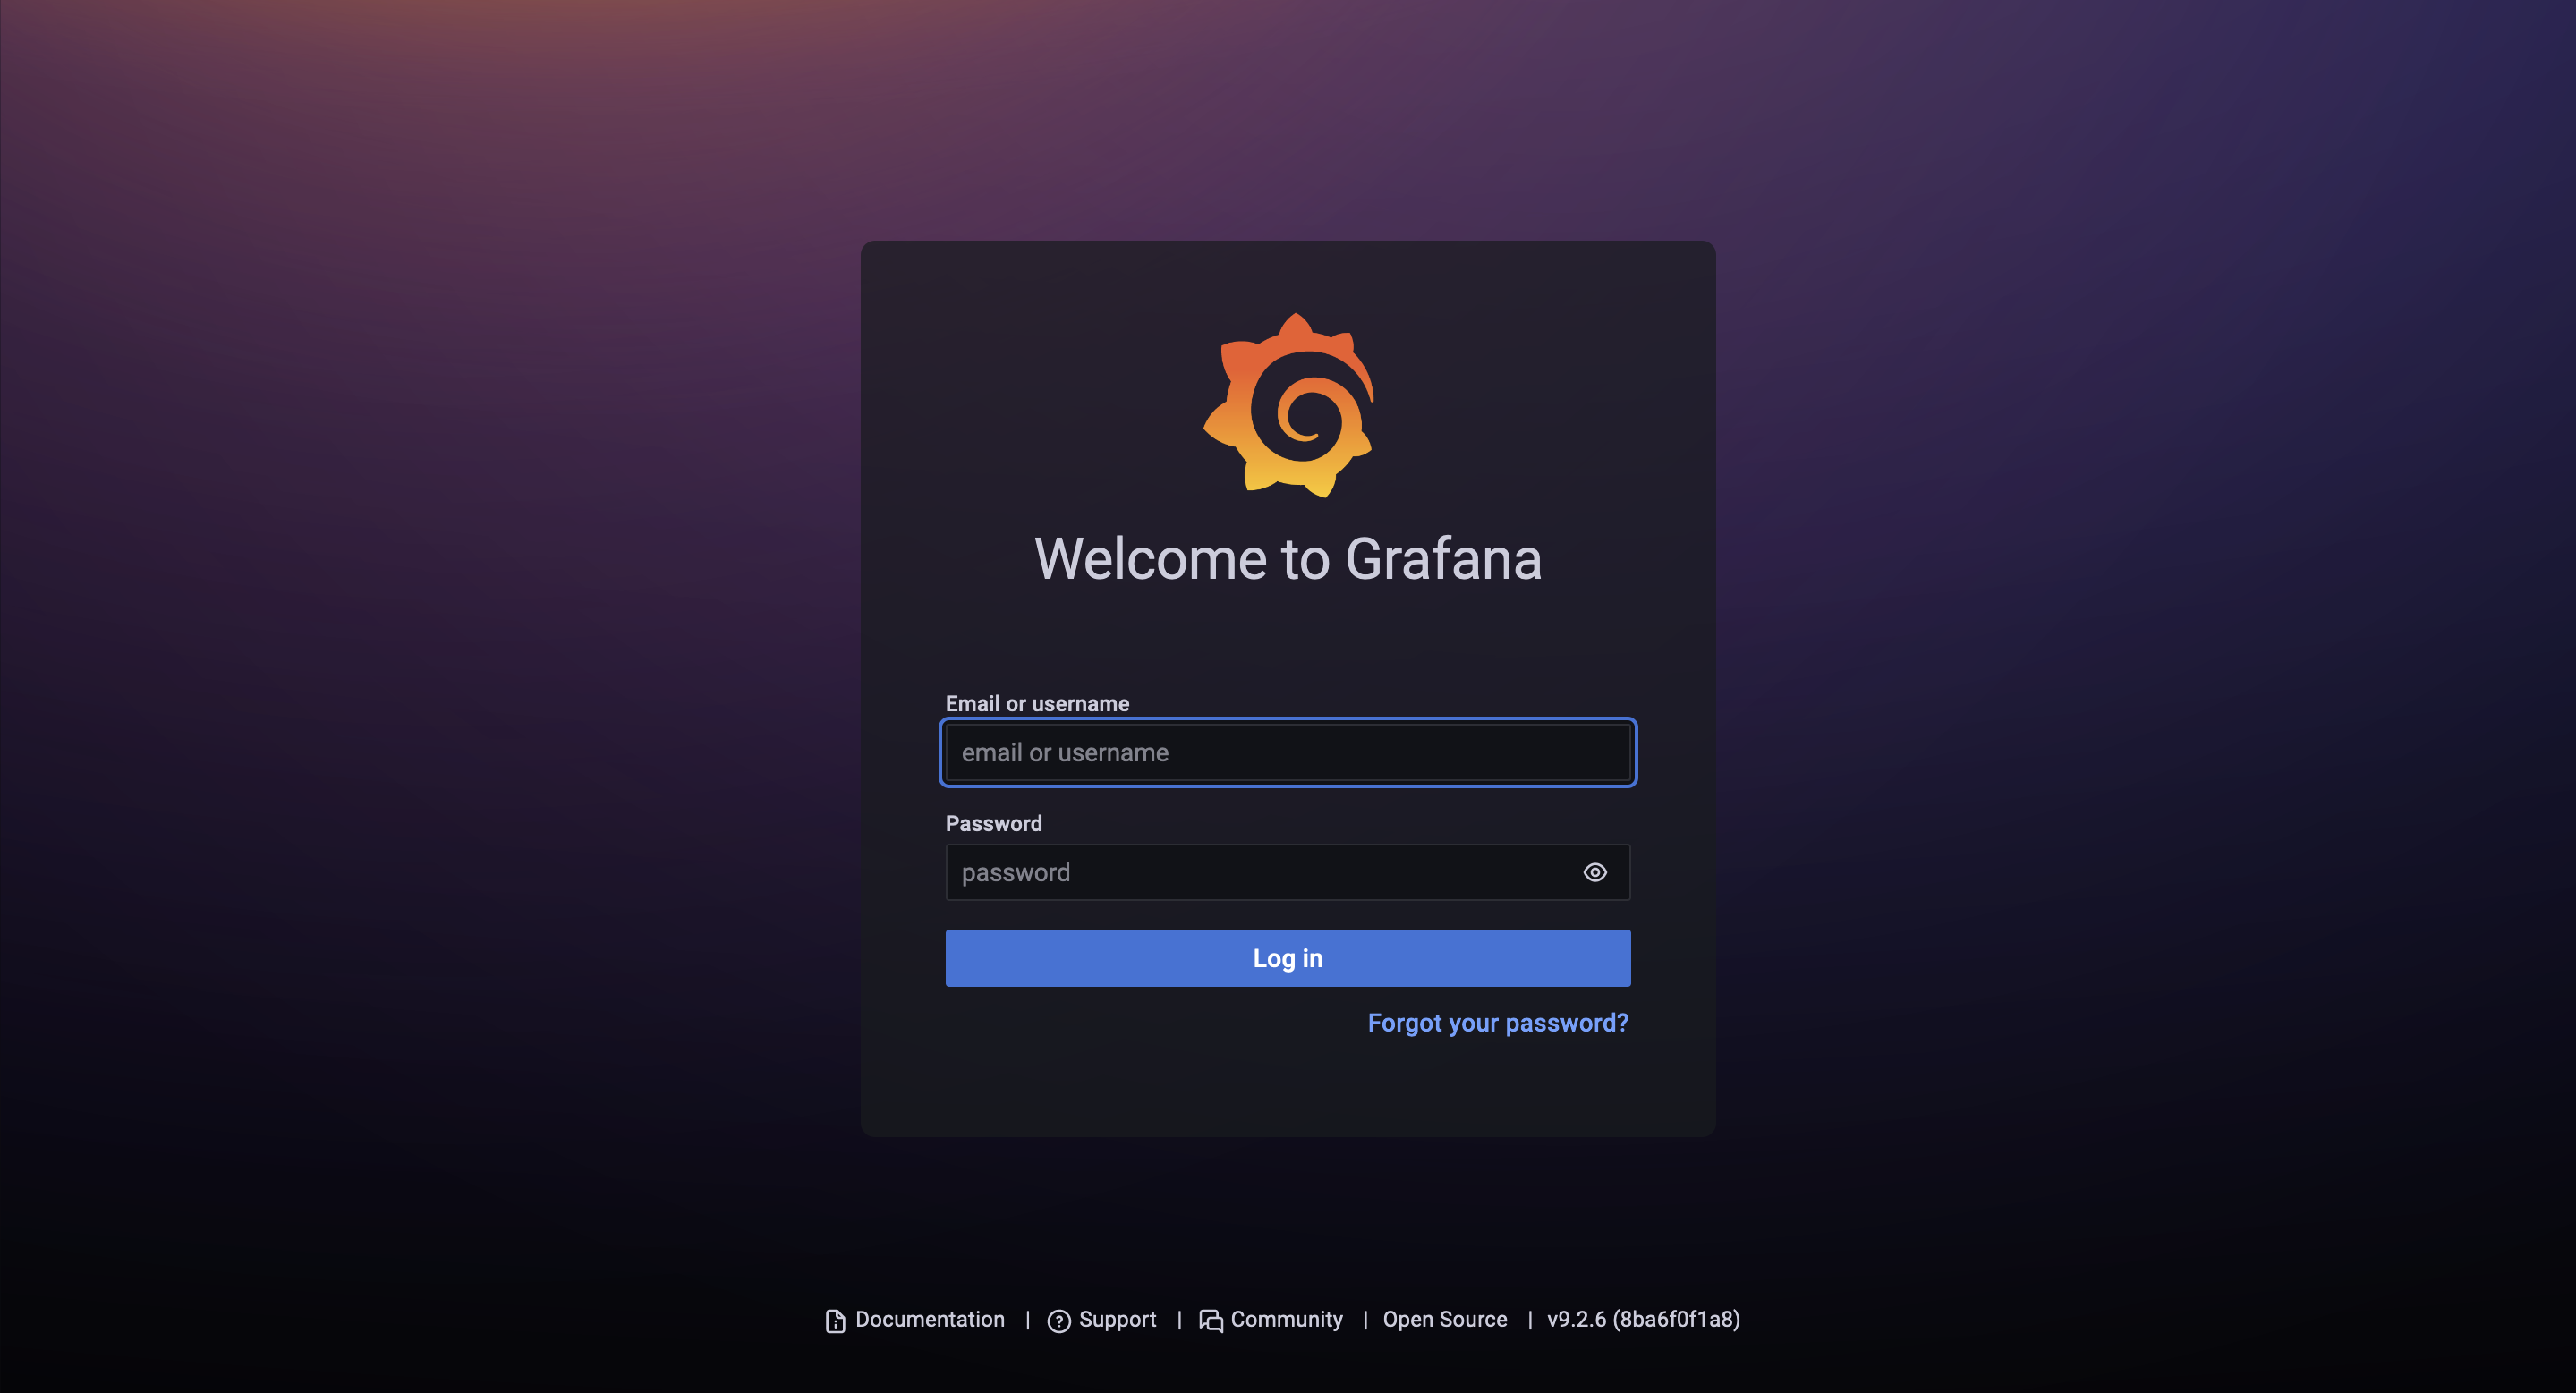 Welcome to Grafana
Email or username
email or username
Password
password
Log in
Forgot your password?
Documentation | Support | Community | Open Source | v9.2.6 (8ba6f0f1a8)